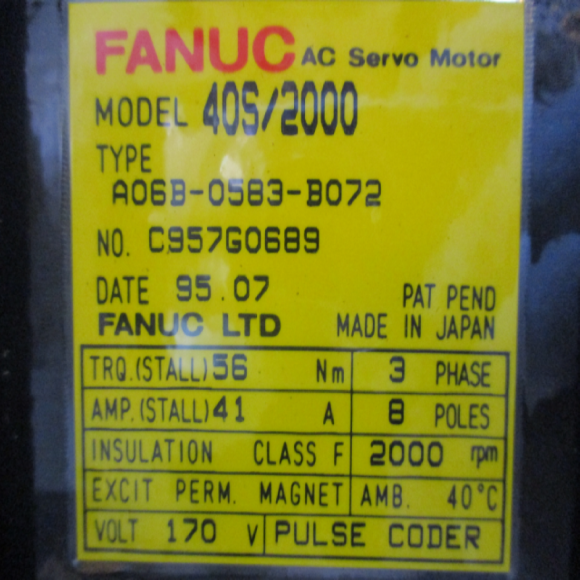 FANUC AC Servo Motor
MODEL 40S/2000
TYPE
A06B-0583-B072
NO. C957G0689
DATE 95.07 PAT PEND
FANUC LTD MADE IN JAPAN
TRQ.(STALL) 56 Nm 3 PHASE
AMP.(STALL) 41 A 8 POLES
INSULATION CLASS F 2000 rpm
EXCIT PERM. MAGNET AMB. 40°C
VOLT 170 V PULSE CODER